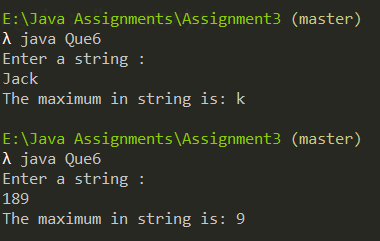 E:\Java Assignments\Assignment3 (master)
λ java Que6
Enter a string :
Jack
The maximum in string is: k
E:\Java Assignments\Assignment3 (master)
λ java Que6
Enter a string :
189
The maximum in string is: 9